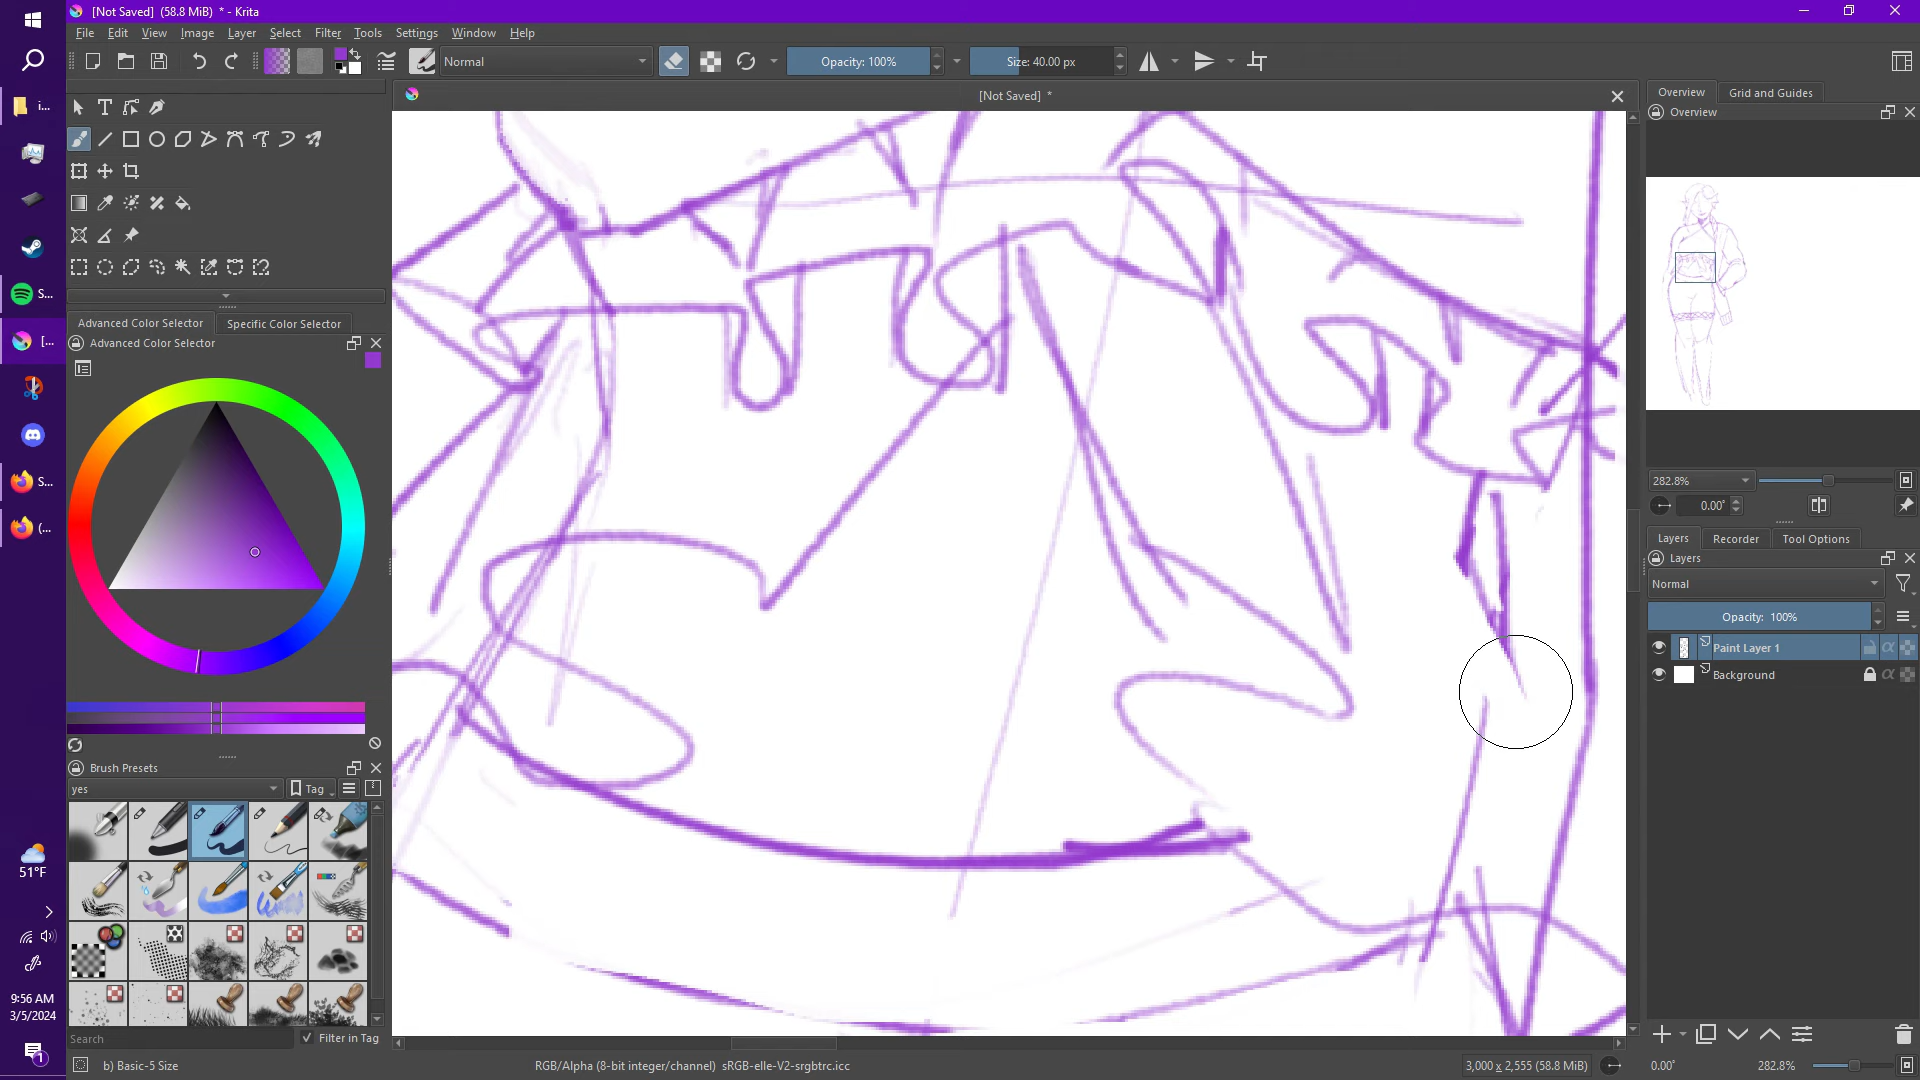 [Not Saved]  (58.8 MiB)  * - Krita
File Edit View Image Layer Select Filter Tools Settings Window Help
Normal
Opacity: 100%
Size: 40.00 px
[Not Saved]  *
i...
S...
[...
S...
(...
51°F
9:56 AM
3/5/2024
1
Advanced Color Selector
Specific Color Selector
Advanced Color Selector
Brush Presets
yes
Tag
Search
Filter in Tag
b) Basic-5 Size
RGB/Alpha (8-bit integer/channel)  sRGB-elle-V2-srgbtrc.icc
3,000 x 2,555 (58.8 MiB)
0.00°
282.8%
Overview
Grid and Guides
Overview
282.8%
0.00°
Layers
Recorder
Tool Options
Layers
Normal
Opacity:  100%
Paint Layer 1
Background